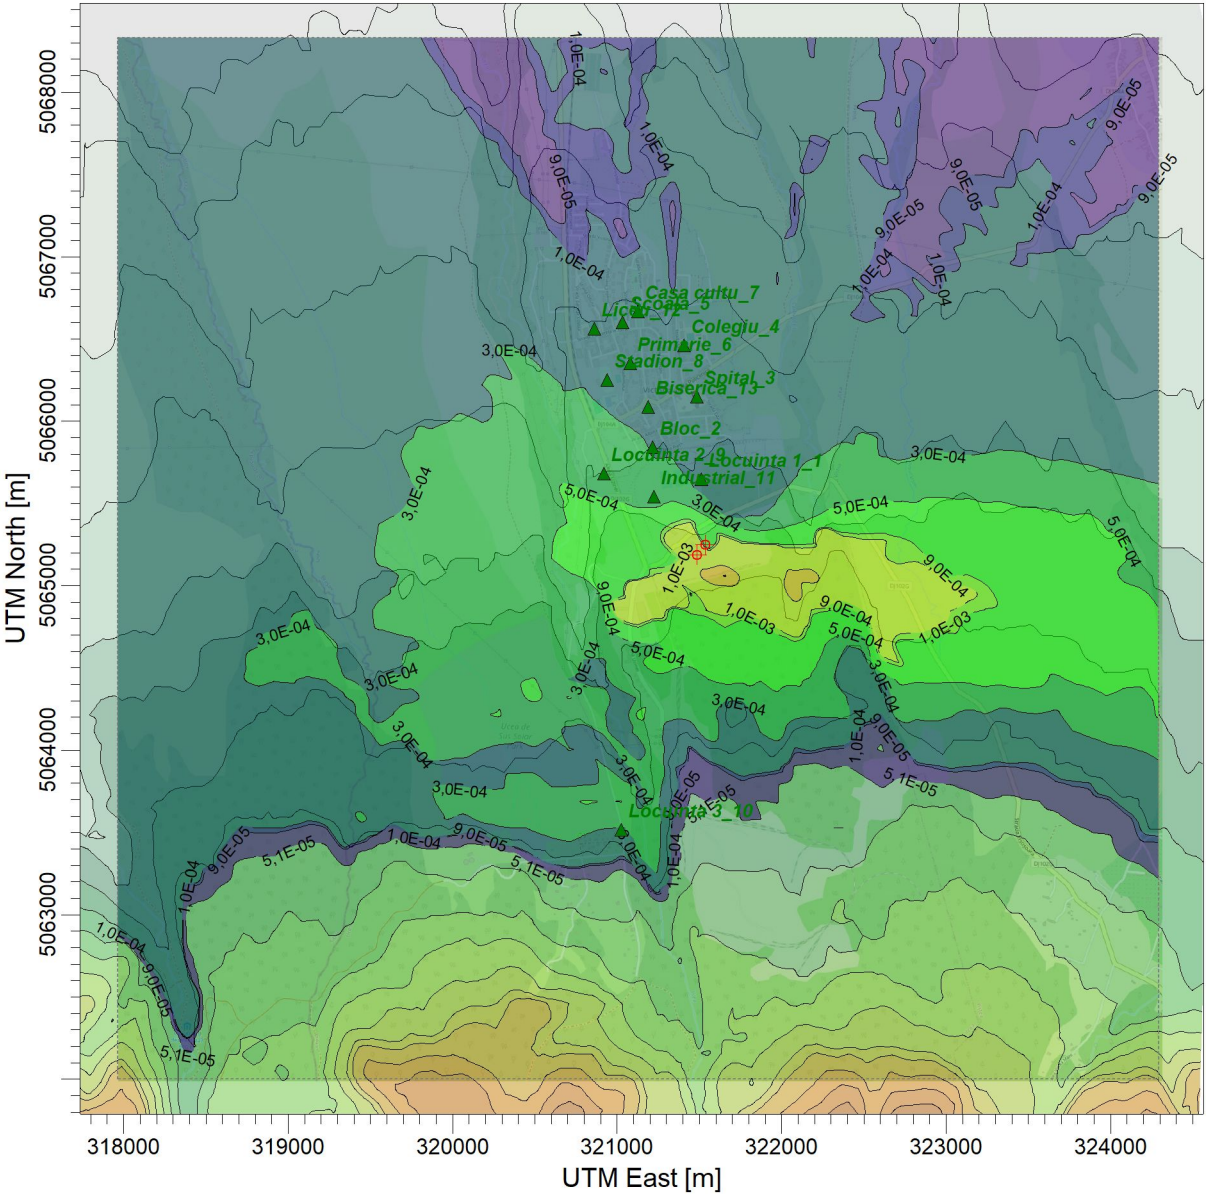 1,0E-04
9,0E-05
1,0E-04
9,0E-05
9,0E-05
9,0E-05
1,0E-04
9,0E-05
1,0E-04
1,0E-04
1,0E-04
1,0E-04
Casa cultu_7
Scoala_5
Liceu_12
Colegiu_4
Primarie_6
3,0E-04
Stadion_8
Spital_3
Biserica_13
Bloc_2
Locuinta 2_9
Locuinta 1_1
3,0E-04
Industrial_11
3,0E-04
5,0E-04
3,0E-04
5,0E-04
5,0E-04
1,0E-03
9,0E-04
9,0E-04
9,0E-04
1,0E-03
1,0E-03
3,0E-04
5,0E-04
5,0E-04
3,0E-04
3,0E-04
3,0E-04
3,0E-04
3,0E-04
1,0E-04
9,0E-05
3,0E-04
3,0E-04
9,0E-05
5,1E-05
5,1E-05
Locuinta 3_10
9,0E-05
5,1E-05
1,0E-04
9,0E-05
5,1E-05
3,0E-04
1,0E-04
1,0E-04
1,0E-04
9,0E-05
5,1E-05
5068000
5067000
5066000
5065000
5064000
5063000
UTM North [m]
318000 319000 320000 321000 322000 323000 324000
UTM East [m]